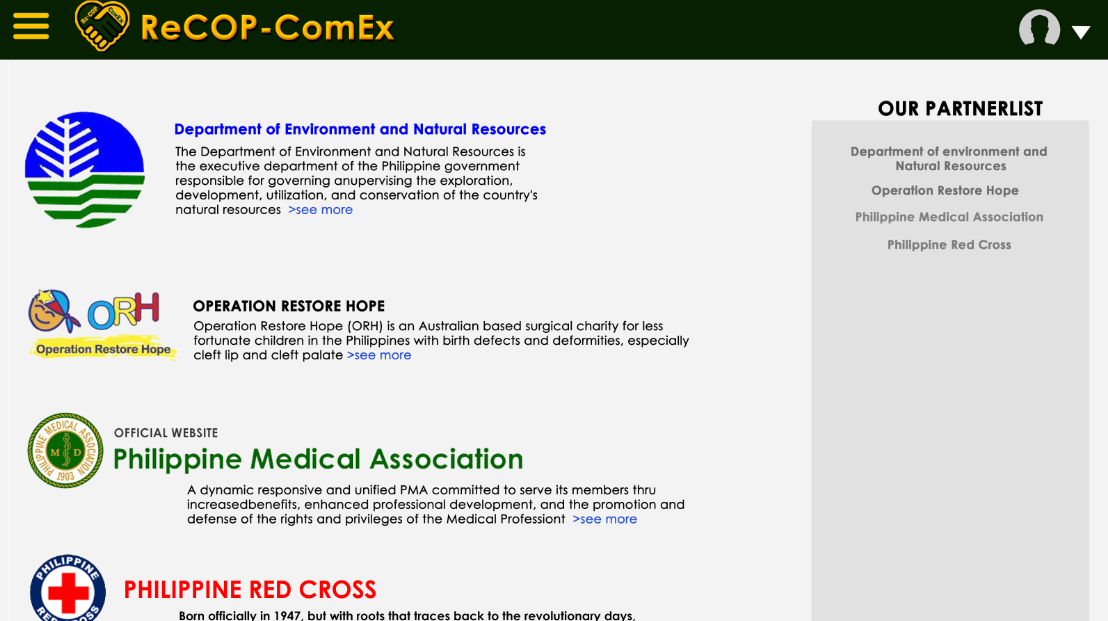 ReCOP-ComEx
OUR PARTNERLIST
Department of Environment and Natural Resources
The Department of Environment and Natural Resources is
the executive department of the Philippine government
responsible for governing anupervising the exploration,
development, utilization, and conservation of the country's
natural resources >see more
Department of environment and
Natural Resources
Operation Restore Hope
Philippine Medical Association
Philippine Red Cross
ORH
Operation Restore Hope
OPERATION RESTORE HOPE
Operation Restore Hope (ORH) is an Australian based surgical charity for less
fortunate children in the Philippines with birth defects and deformities, especially
cleft lip and cleft palate >see more
PHILIPPINE MEDICAL ASSOCIATION
M D
1903
OFFICIAL WEBSITE
Philippine Medical Association
A dynamic responsive and unified PMA committed to serve its members thru
increasedbenefits, enhanced professional development, and the promotion and
defense of the rights and privileges of the Medical Professiont >see more
PHILIPPINE
PHILIPPINE RED CROSS
Born officially in 1947, but with roots that traces back to the revolutionary days,